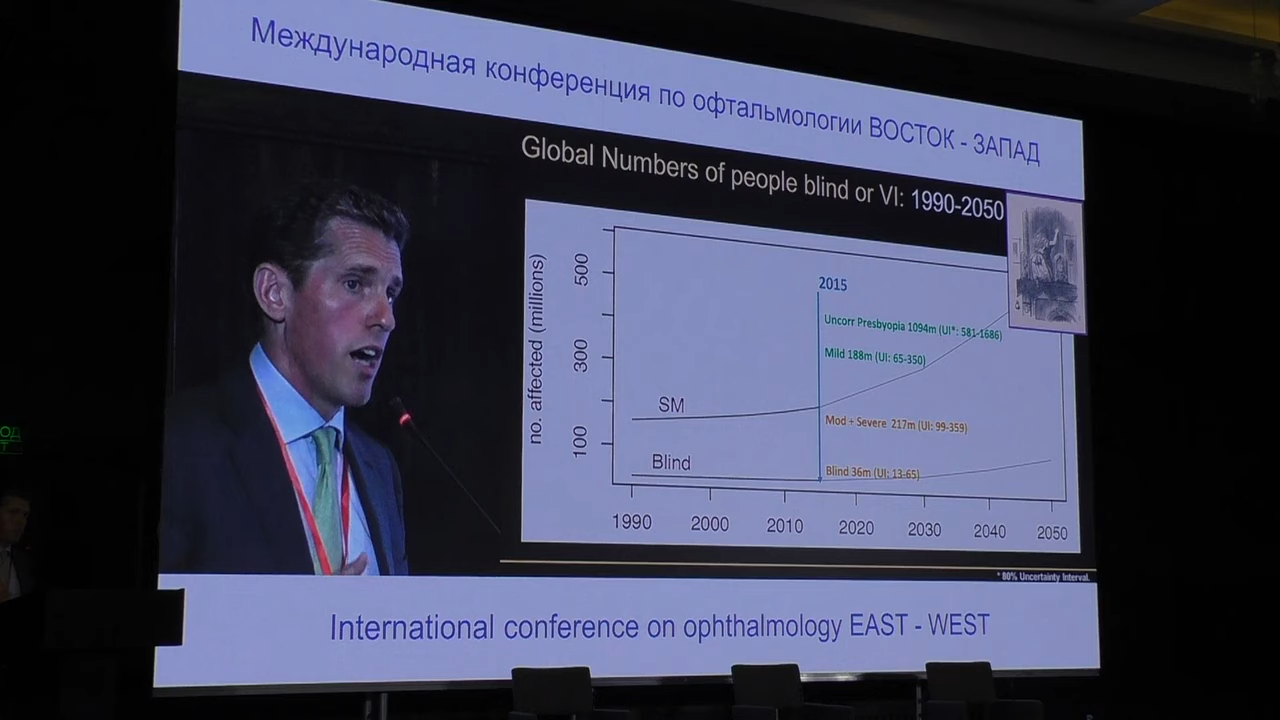 Международная конференция по офтальмологии ВОСТОК - ЗАПАД
Global Numbers of people blind or VI: 1990-2050
no. affected (millions)
500
300
100
2015
Uncorr Presbyopia 1094m (UI*: 581-1686)
Mild 188m (UI: 65-350)
SM
Mod + Severe 217m (UI: 99-359)
Blind
Blind 36m (UI: 13-65)
1990 2000 2010 2020 2030 2040 2050
* 80% Uncertainty Interval.
International conference on ophthalmology EAST - WEST